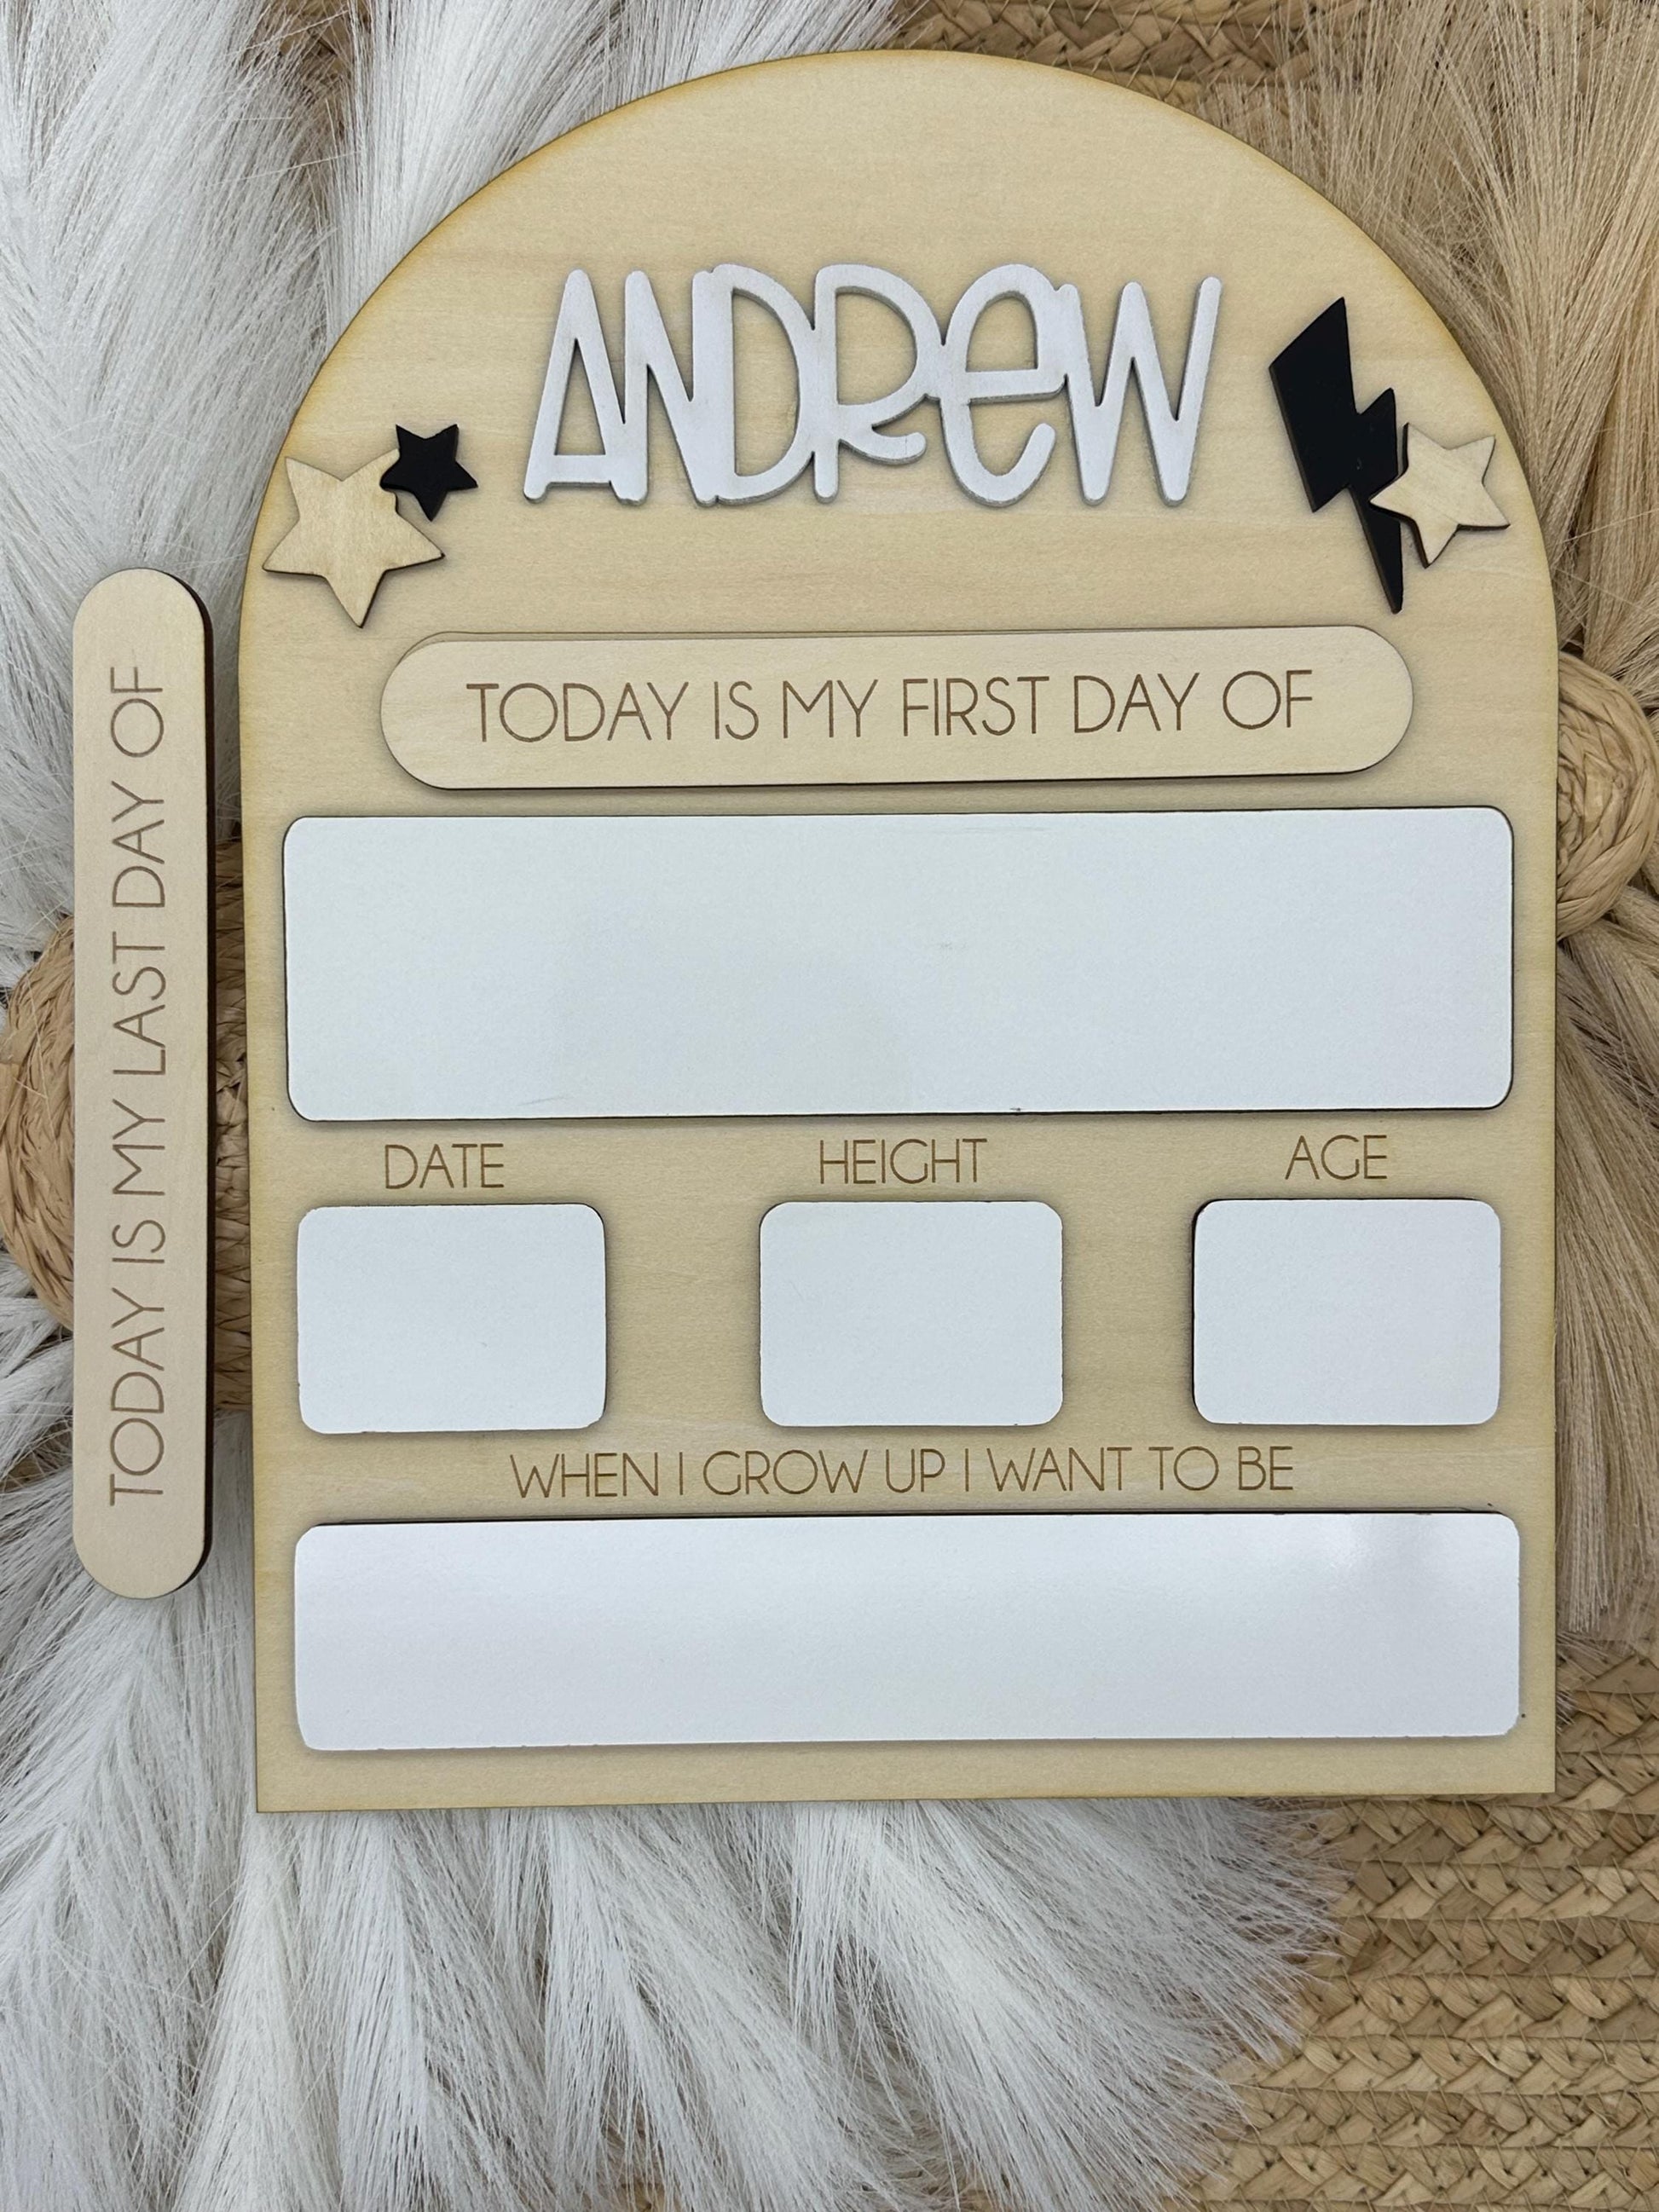 ANDReW
TODAY IS MY FIRST DAY OF
TODAY IS MY LAST DAY OF
DATE
HEIGHT
AGE
WHEN I GROW UP I WANT TO BE